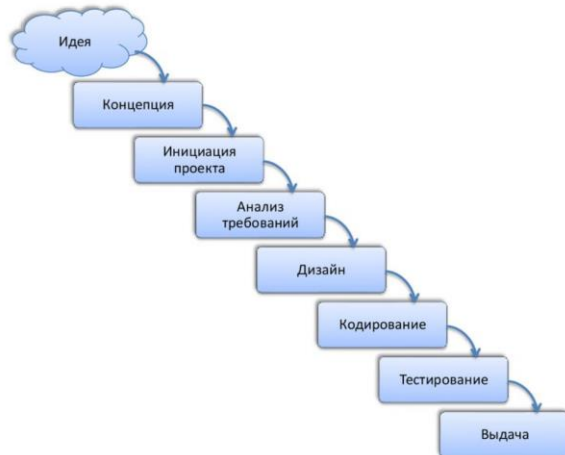 Идея
Концепция
Инициация
проекта
Анализ
требований
Дизайн
Кодирование
Тестирование
Выдача